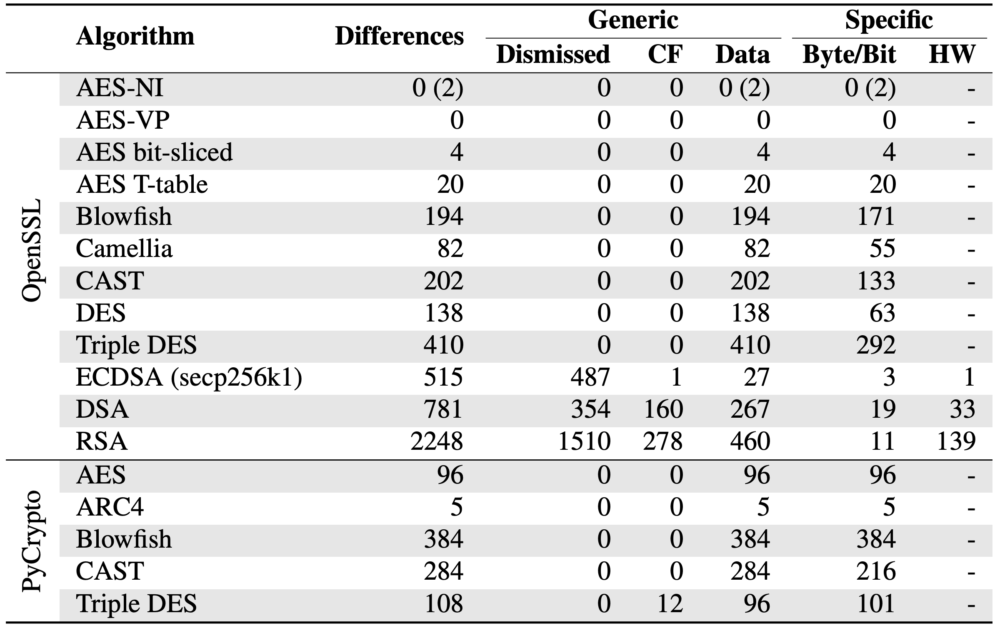 Algorithm Differences Generic Specific
Dismissed CF Data Byte/Bit HW
OpenSSL
AES-NI 0 (2) 0 0 0 (2) 0 (2) -
AES-VP 0 0 0 0 0 -
AES bit-sliced 4 0 0 4 4 -
AES T-table 20 0 0 20 20 -
Blowfish 194 0 0 194 171 -
Camellia 82 0 0 82 55 -
CAST 202 0 0 202 133 -
DES 138 0 0 138 63 -
Triple DES 410 0 0 410 292 -
ECDSA (secp256k1) 515 487 1 27 3 1
DSA 781 354 160 267 19 33
RSA 2248 1510 278 460 11 139
PyCrypto
AES 96 0 0 96 96 -
ARC4 5 0 0 5 5 -
Blowfish 384 0 0 384 384 -
CAST 284 0 0 284 216 -
Triple DES 108 0 12 96 101 -